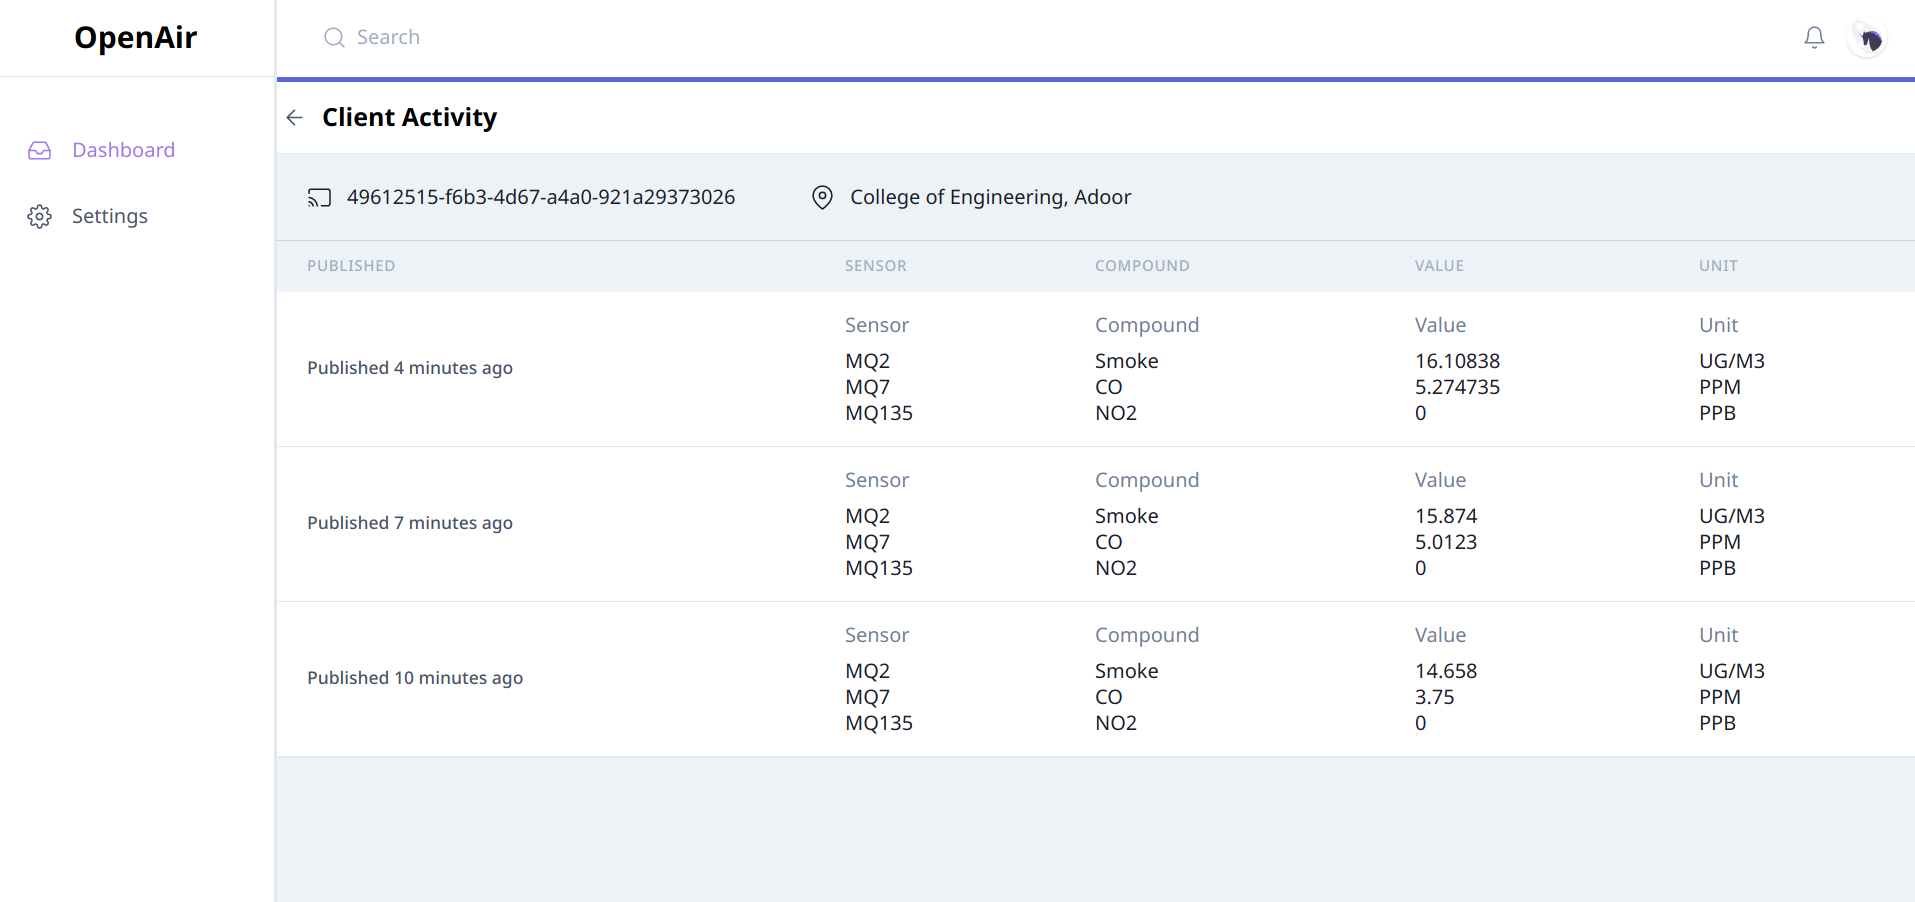 OpenAir
Search
Dashboard
Settings
Client Activity
49612515-f6b3-4d67-a4a0-921a29373026 College of Engineering, Adoor
PUBLISHED SENSOR COMPOUND VALUE UNIT
Sensor Compound Value Unit
Published 4 minutes ago
MQ2 Smoke 16.10838 UG/M3
MQ7 CO 5.274735 PPM
MQ135 NO2 0 PPB
Sensor Compound Value Unit
Published 7 minutes ago
MQ2 Smoke 15.874 UG/M3
MQ7 CO 5.0123 PPM
MQ135 NO2 0 PPB
Sensor Compound Value Unit
Published 10 minutes ago
MQ2 Smoke 14.658 UG/M3
MQ7 CO 3.75 PPM
MQ135 NO2 0 PPB